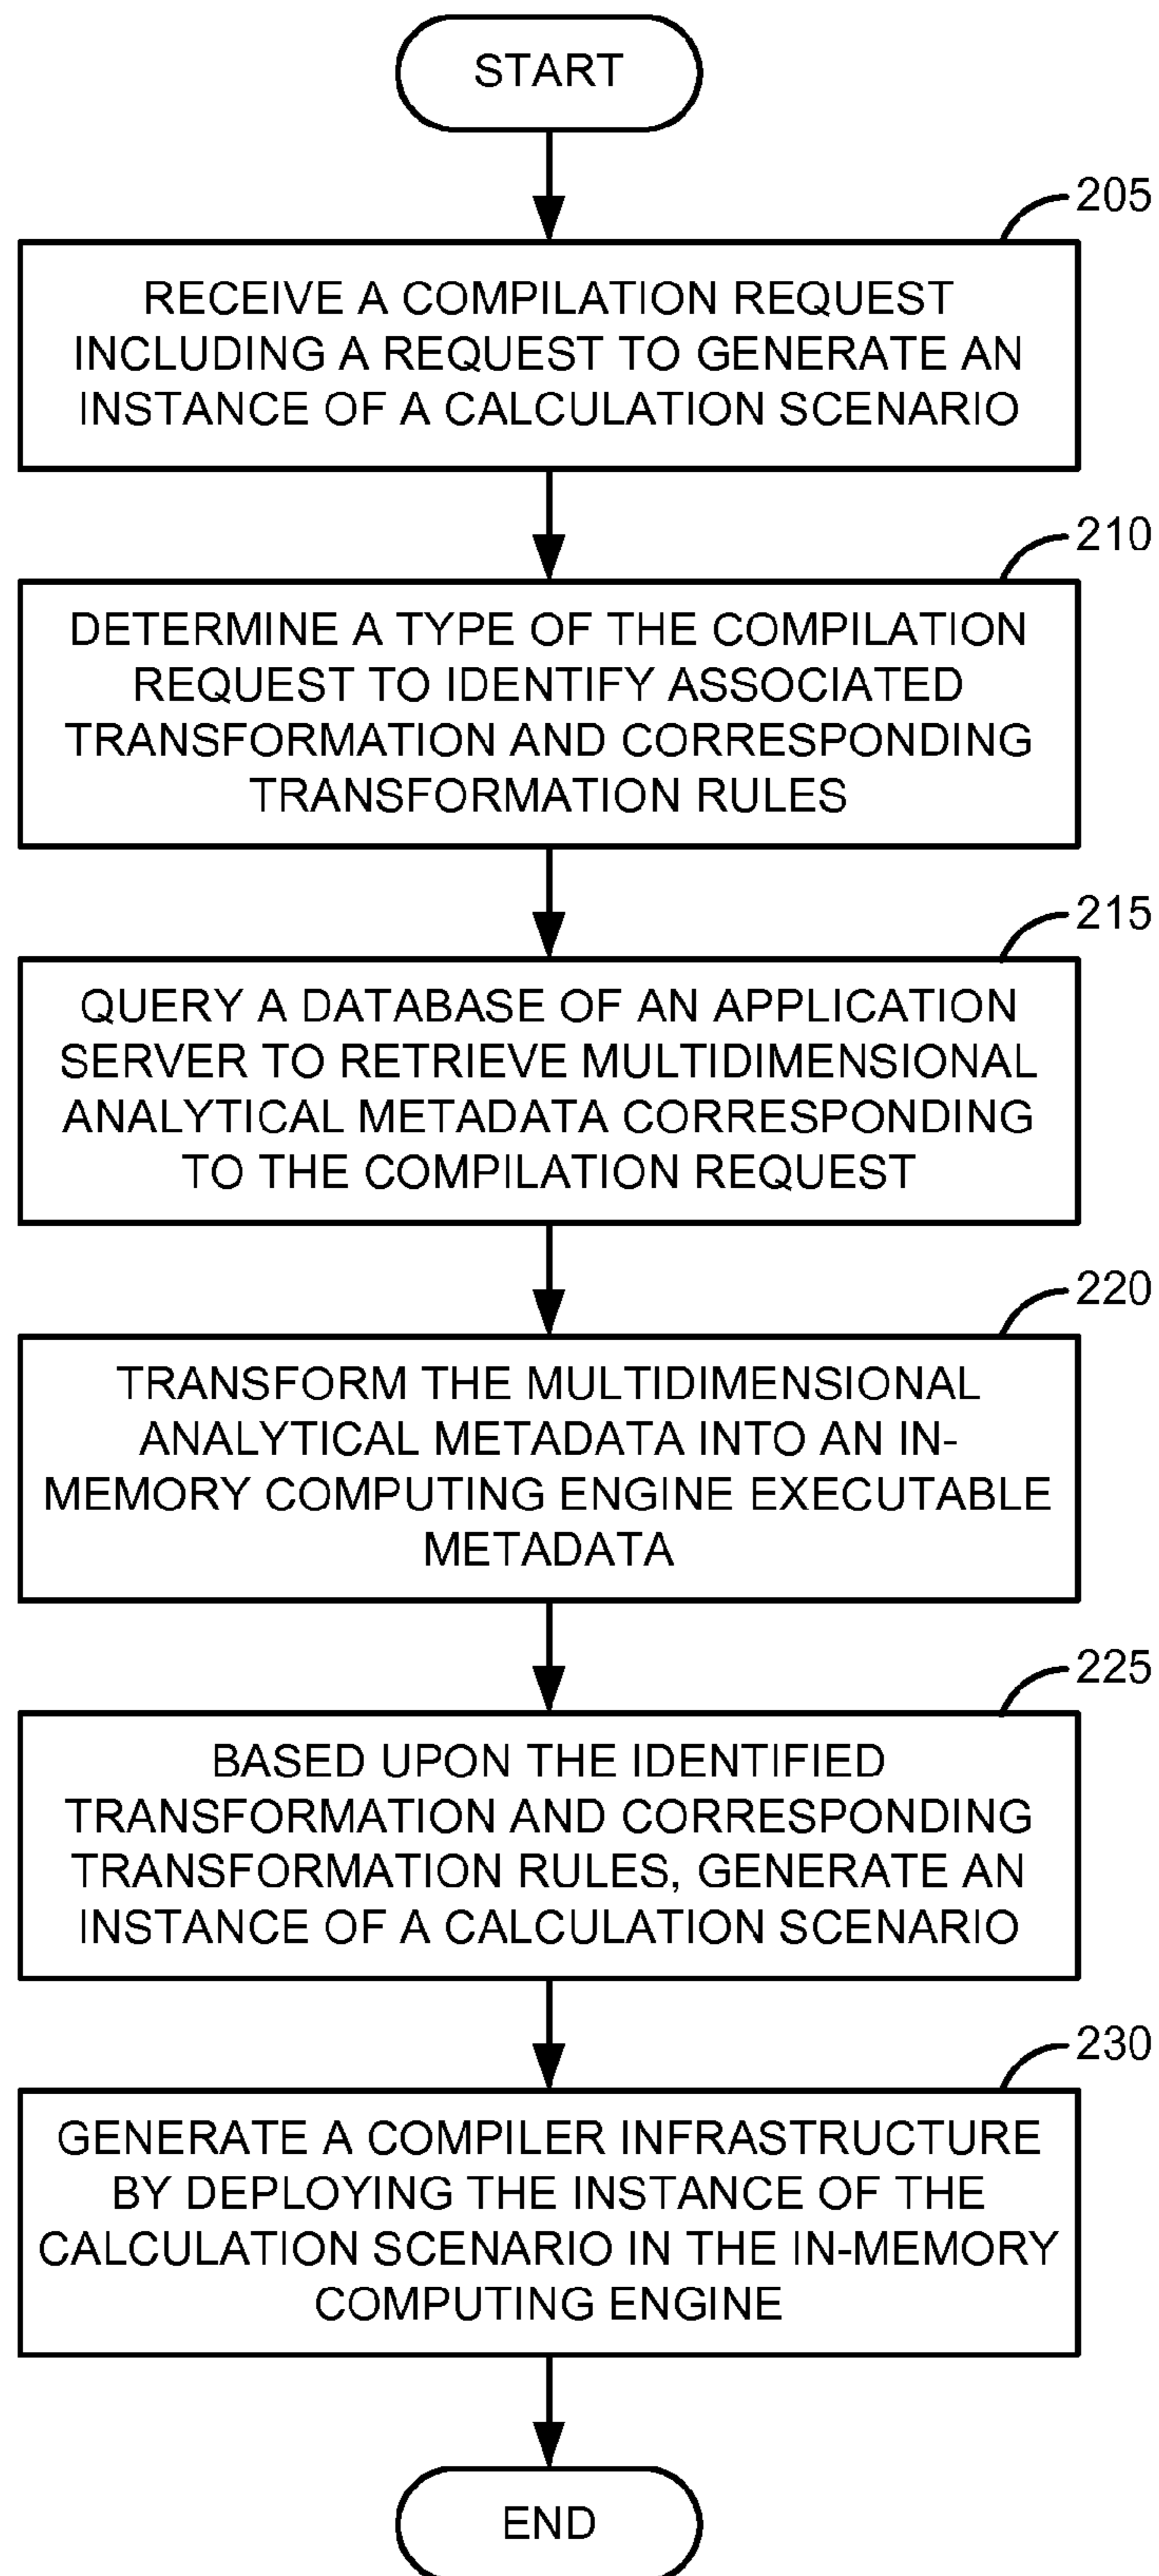 START
205
RECEIVE A COMPILATION REQUEST
INCLUDING A REQUEST TO GENERATE AN
INSTANCE OF A CALCULATION SCENARIO
210
DETERMINE A TYPE OF THE COMPILATION
REQUEST TO IDENTIFY ASSOCIATED
TRANSFORMATION AND CORRESPONDING
TRANSFORMATION RULES
215
QUERY A DATABASE OF AN APPLICATION
SERVER TO RETRIEVE MULTIDIMENSIONAL
ANALYTICAL METADATA CORRESPONDING
TO THE COMPILATION REQUEST
220
TRANSFORM THE MULTIDIMENSIONAL
ANALYTICAL METADATA INTO AN IN-
MEMORY COMPUTING ENGINE EXECUTABLE
METADATA
225
BASED UPON THE IDENTIFIED
TRANSFORMATION AND CORRESPONDING
TRANSFORMATION RULES, GENERATE AN
INSTANCE OF A CALCULATION SCENARIO
230
GENERATE A COMPILER INFRASTRUCTURE
BY DEPLOYING THE INSTANCE OF THE
CALCULATION SCENARIO IN THE IN-MEMORY
COMPUTING ENGINE
END